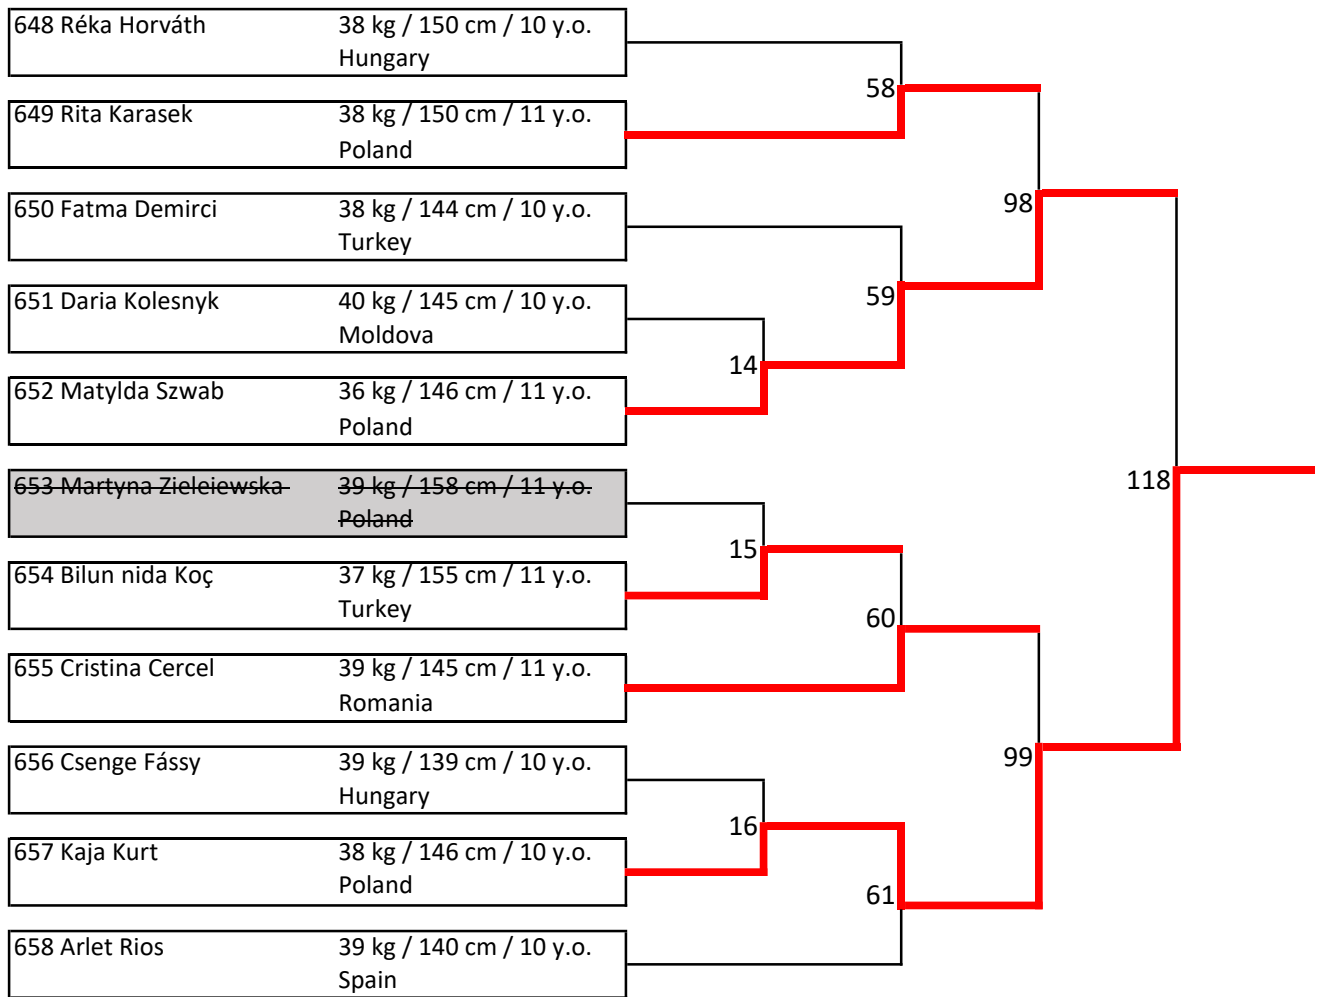 648 Réka Horváth 38 kg / 150 cm / 10 y.o.
Hungary
58
649 Rita Karasek 38 kg / 150 cm / 11 y.o.
Poland
650 Fatma Demirci 38 kg / 144 cm / 10 y.o.
98
Turkey
651 Daria Kolesnyk 40 kg / 145 cm / 10 y.o.
59
Moldova
14
652 Matylda Szwab 36 kg / 146 cm / 11 y.o.
Poland
653 Martyna Zieleiewska 39 kg / 158 cm / 11 y.o.
118
Poland
15
654 Bilun nida Koç 37 kg / 155 cm / 11 y.o.
Turkey
60
655 Cristina Cercel 39 kg / 145 cm / 11 y.o.
Romania
656 Csenge Fássy 39 kg / 139 cm / 10 y.o.
99
Hungary
16
657 Kaja Kurt 38 kg / 146 cm / 10 y.o.
Poland
61
658 Arlet Rios 39 kg / 140 cm / 10 y.o.
Spain